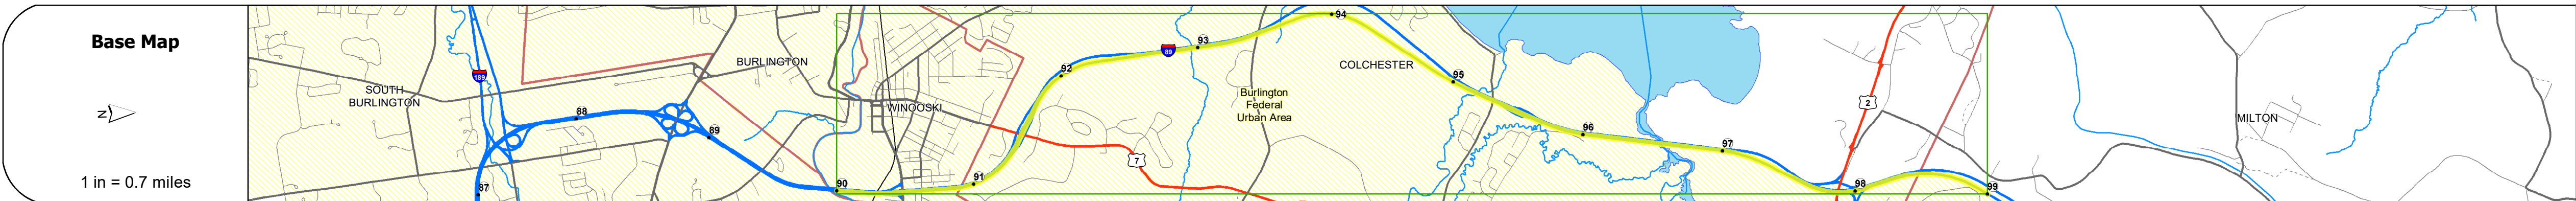 Base Map
N
1 in = 0.7 miles
189
SOUTH
BURLINGTON
87
88
89
BURLINGTON
WINOOSKI
90
91
92
7
89
93
Burlington
Federal
Urban Area
94
COLCHESTER
95
96
97
2
98
99
MILTON